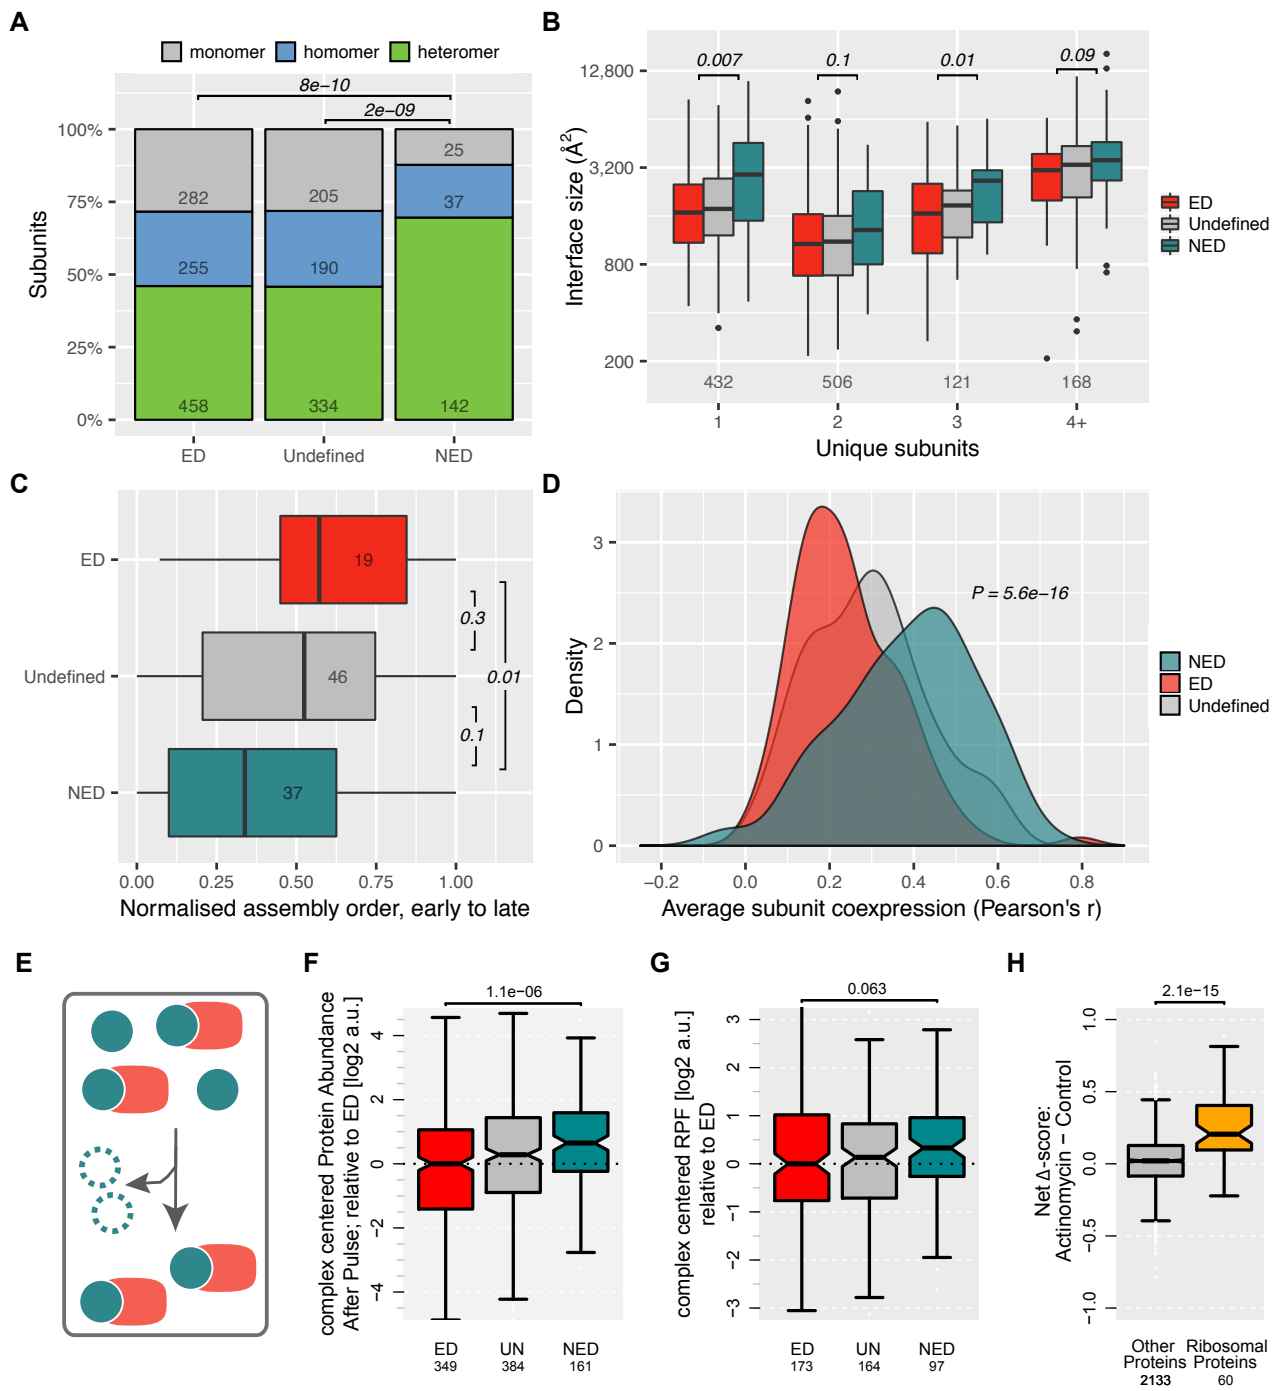 A
monomer homomer heteromer
8e−10
2e−09
100%
75%
50%
25%
0%
Subunits
282 205 25
255 190 37
458 334 142
ED Undefined NED
B
0.007 0.1 0.01 0.09
12,800
3,200
800
200
Interface size (Å²)
432 506 121 168
1 2 3 4+
Unique subunits
ED
Undefined
NED
C
ED
Undefined
NED
19
46
37
0.3
0.01
0.1
0.00 0.25 0.50 0.75 1.00
Normalised assembly order, early to late
D
P = 5.6e−16
3
2
1
0
Density
−0.2 0.0 0.2 0.4 0.6 0.8
Average subunit coexpression (Pearson's r)
NED
ED
Undefined
E
F
1.1e−06
complex centered Protein Abundance
After Pulse; relative to ED [log2 a.u.]
4
2
0
−2
−4
ED UN NED
349 384 161
G
0.063
complex centered RPF [log2 a.u.]
relative to ED
3
2
1
0
−1
−2
−3
ED UN NED
173 164 97
H
2.1e−15
Net Δ-score:
Actinomycin − Control
1.0
0.5
0.0
−0.5
−1.0
Other Ribosomal
Proteins Proteins
2133 60